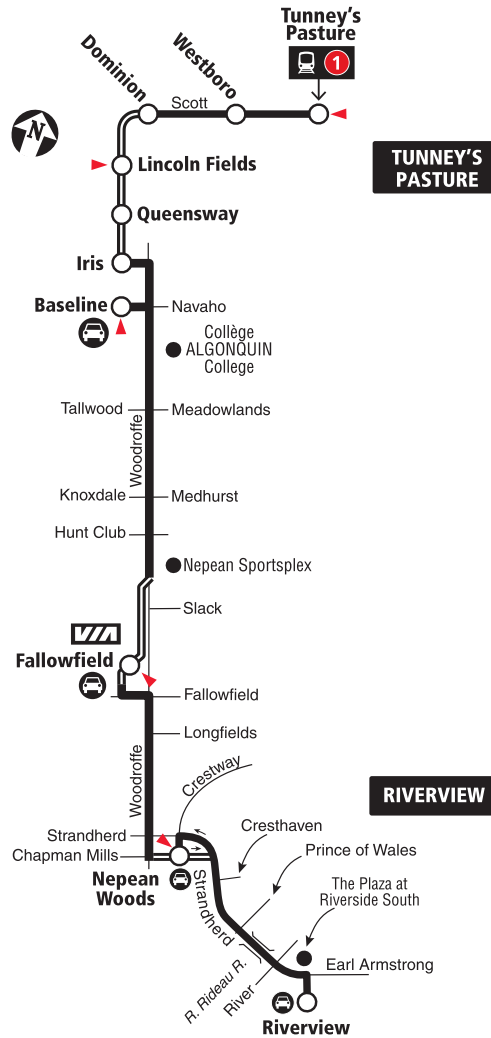 Tunney's
Pasture
1
Dominion
Westboro
Scott
N
TUNNEY'S
PASTURE
Lincoln Fields
Queensway
Iris
Baseline
Navaho
Collège
ALGONQUIN
College
Tallwood
Meadowlands
Woodroffe
Knoxdale
Medhurst
Hunt Club
Nepean Sportsplex
Slack
VIA
Fallowfield
Fallowfield
Longfields
Woodroffe
Crestway
RIVERVIEW
Strandherd
Cresthaven
Chapman Mills
Prince of Wales
Nepean
Woods
Strandherd
The Plaza at
Riverside South
R. Rideau R.
River
Earl Armstrong
Riverview